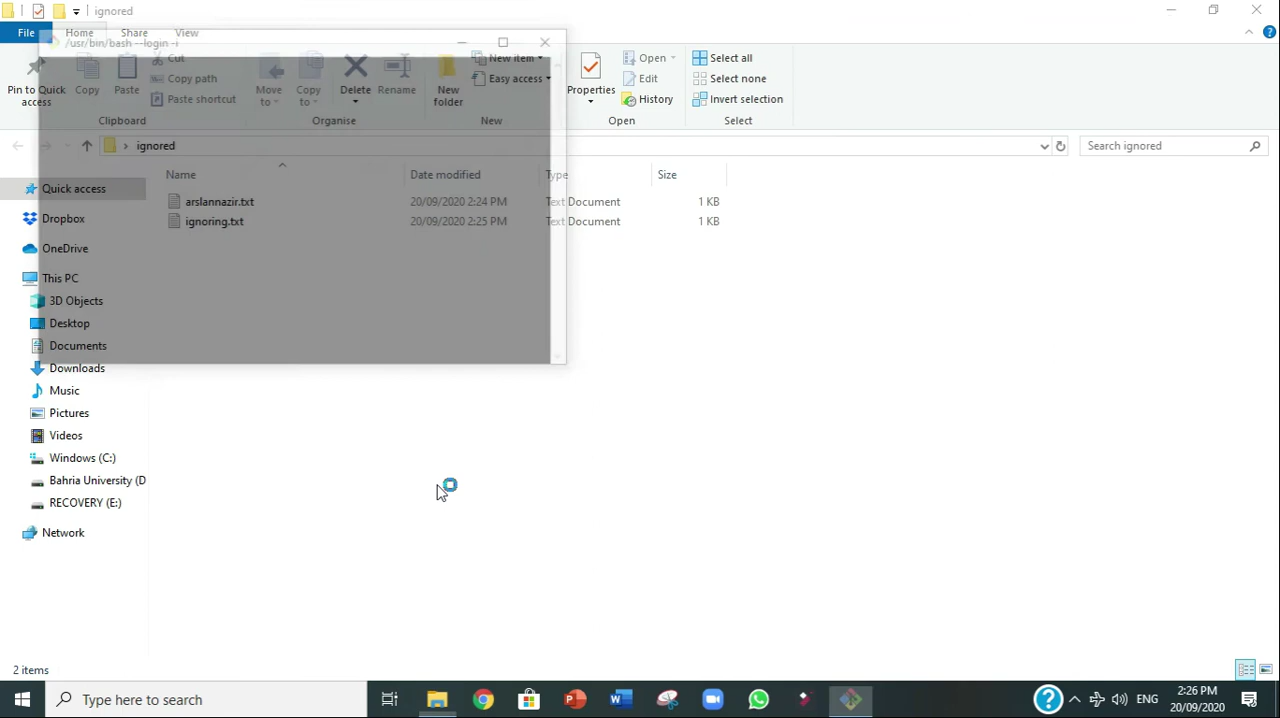 ignored
File
Home
Share
View
/usr/bin/bash --login -i
Pin to Quick access
Copy
Paste
Cut
Copy path
Paste shortcut
Clipboard
Move to
Copy to
Delete
Rename
Organise
New folder
New item
Easy access
New
Properties
Open
Edit
History
Open
Select all
Select none
Invert selection
Select
ignored
Search ignored
Name
Date modified
Type
Size
arslannazir.txt 20/09/2020 2:24 PM Text Document 1 KB
ignoring.txt 20/09/2020 2:25 PM Text Document 1 KB
Quick access
Dropbox
OneDrive
This PC
3D Objects
Desktop
Documents
Downloads
Music
Pictures
Videos
Windows (C:)
Bahria University (D
RECOVERY (E:)
Network
2 items
Type here to search
ENG
2:26 PM
20/09/2020